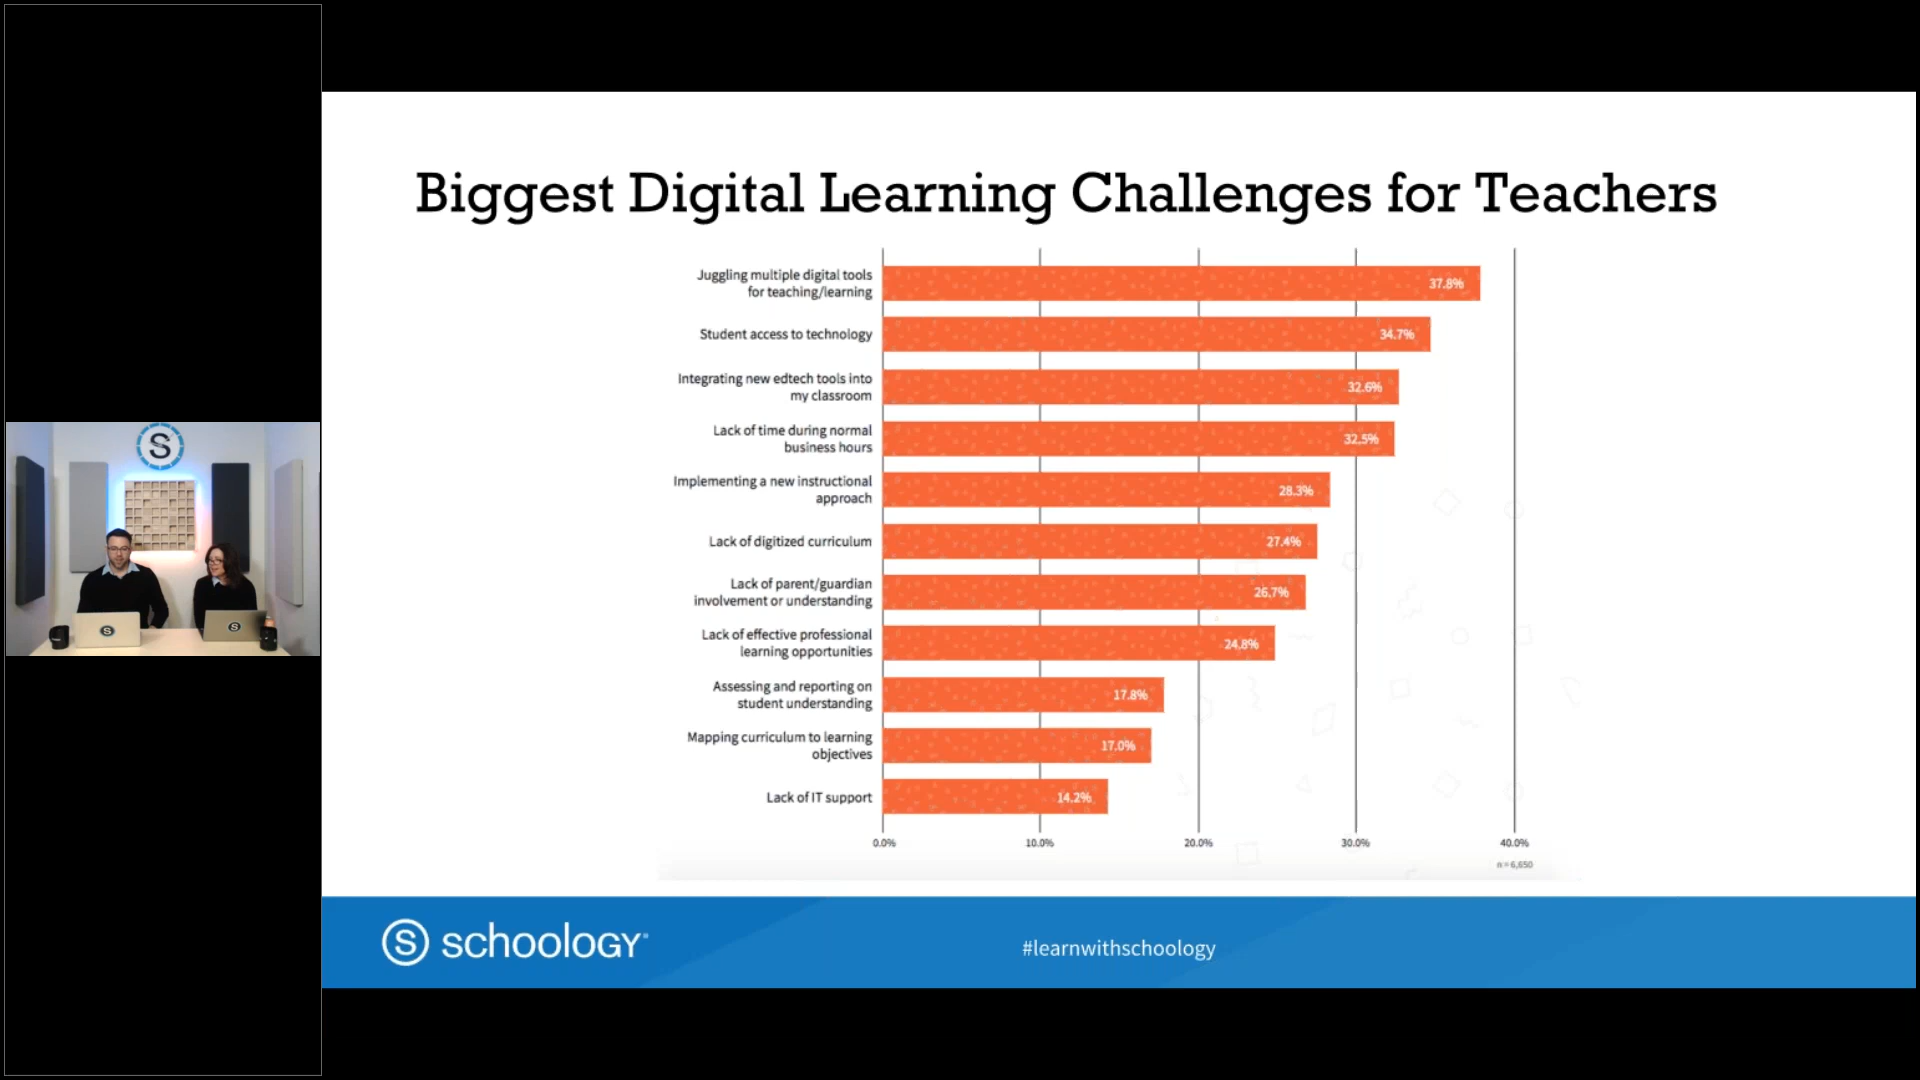 Biggest Digital Learning Challenges for Teachers
Juggling multiple digital tools
for teaching/learning
37.8%
Student access to technology
34.7%
Integrating new edtech tools into
my classroom
32.6%
Lack of time during normal
business hours
32.5%
Implementing a new instructional
approach
28.3%
Lack of digitized curriculum
27.4%
Lack of parent/guardian
involvement or understanding
26.7%
Lack of effective professional
learning opportunities
24.8%
Assessing and reporting on
student understanding
17.8%
Mapping curriculum to learning
objectives
17.0%
Lack of IT support
14.2%
0.0% 10.0% 20.0% 30.0% 40.0%
n=6,650
S
S
S
S schoology
#learnwithschoology